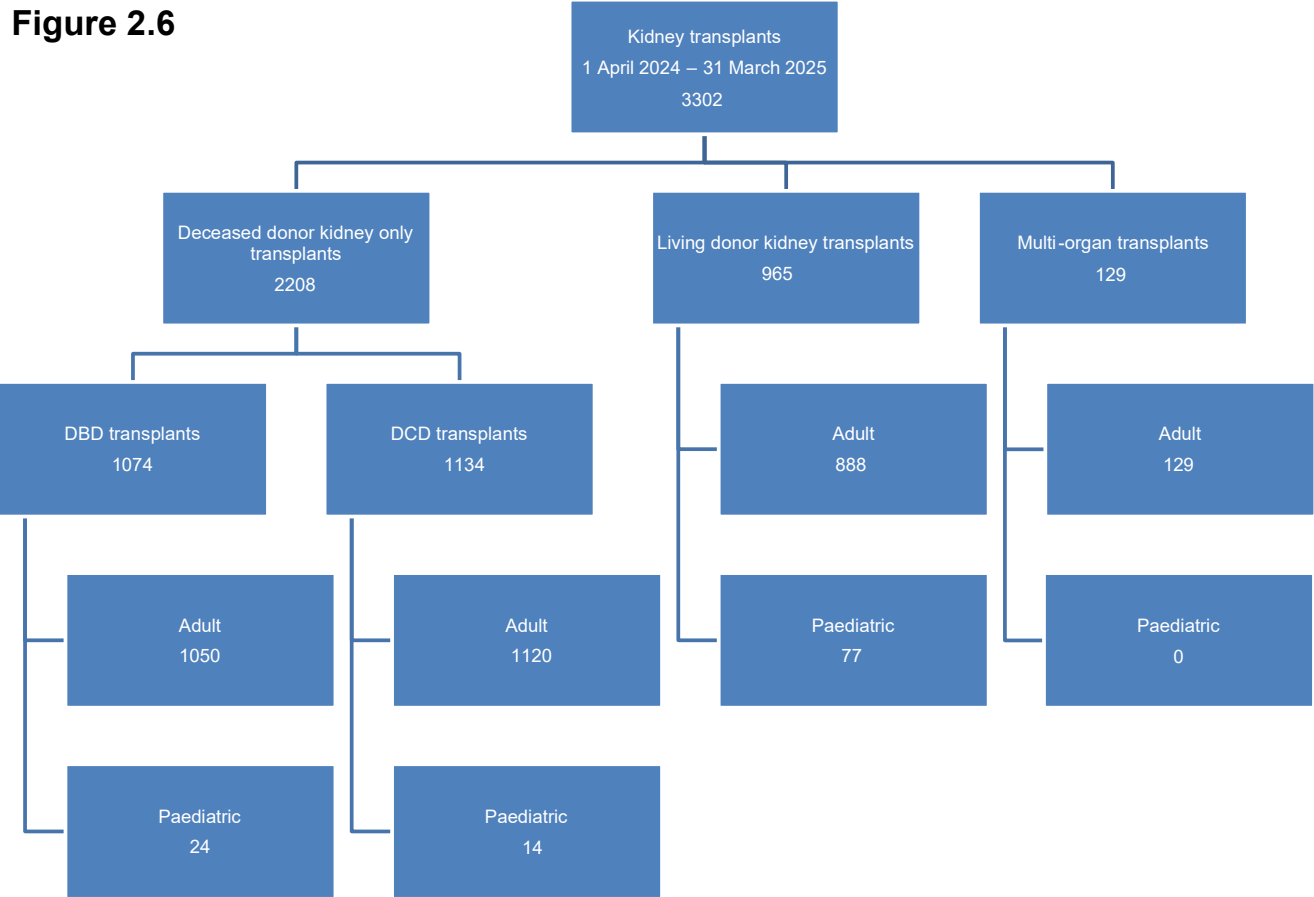 Figure 2.6
Kidney transplants
1 April 2024 – 31 March 2025
3302
Deceased donor kidney only
transplants
2208
Living donor kidney transplants
965
Multi-organ transplants
129
DBD transplants
1074
DCD transplants
1134
Adult
888
Adult
129
Adult
1050
Adult
1120
Paediatric
77
Paediatric
0
Paediatric
24
Paediatric
14